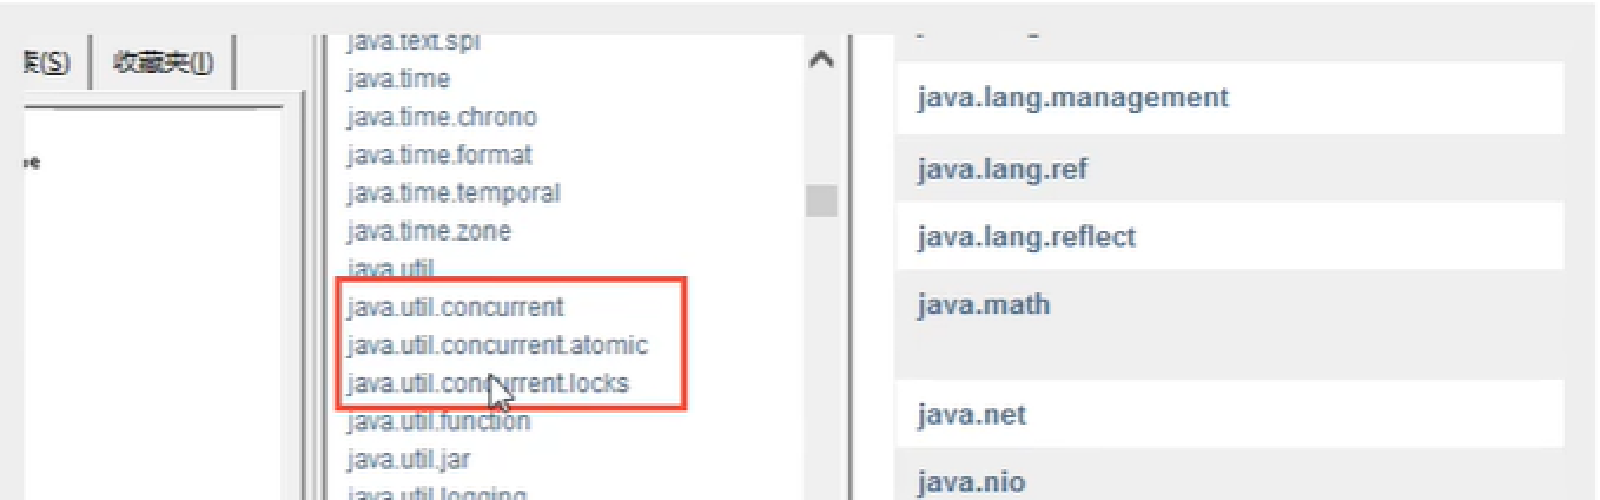 索(S)
收藏夹(I)
java.text.spi
java.time
java.time.chrono
java.time.format
java.time.temporal
java.time.zone
java.util
java.util.concurrent
java.util.concurrent.atomic
java.util.concurrent.locks
java.util.function
java.util.jar
java.util.logging
java.lang.management
java.lang.ref
java.lang.reflect
java.math
java.net
java.nio